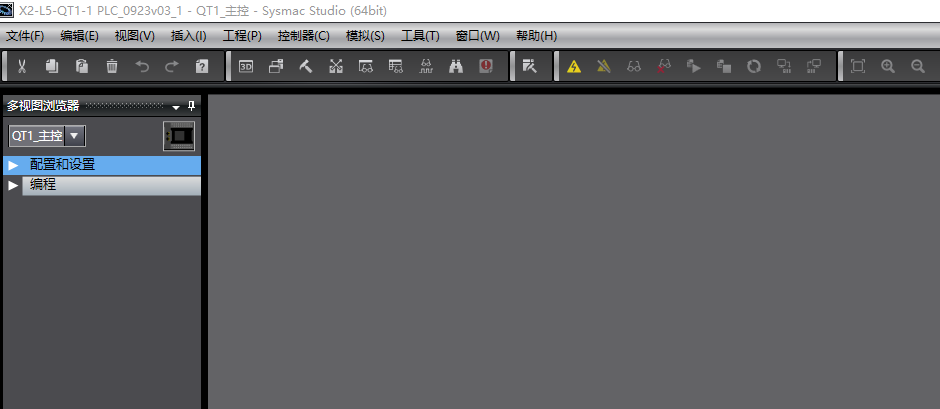 X2-L5-QT1-1 PLC_0923v03_1 - QT1_主控 - Sysmac Studio (64bit)
文件(F) 编辑(E) 视图(V) 插入(I) 工程(P) 控制器(C) 模拟(S) 工具(T) 窗口(W) 帮助(H)
3D
多视图浏览器
QT1_主控
配置和设置
编程